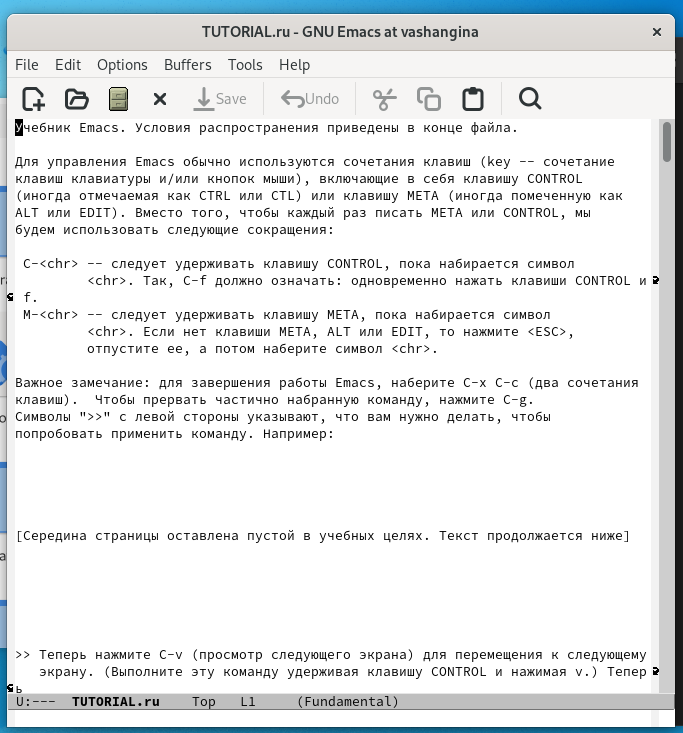 TUTORIAL.ru - GNU Emacs at vashangina
File Edit Options Buffers Tools Help
Save Undo
Учебник Emacs. Условия распространения приведены в конце файла.
Для управления Emacs обычно используются сочетания клавиш (key -- сочетание
клавиш клавиатуры и/или кнопок мыши), включающие в себя клавишу CONTROL
(иногда отмечаемая как CTRL или CTL) или клавишу META (иногда помеченную как
ALT или EDIT). Вместо того, чтобы каждый раз писать META или CONTROL, мы
будем использовать следующие сокращения:
C-<chr> -- следует удерживать клавишу CONTROL, пока набирается символ
<chr>. Так, C-f должно означать: одновременно нажать клавиши CONTROL и
f.
M-<chr> -- следует удерживать клавишу META, пока набирается символ
<chr>. Если нет клавиши META, ALT или EDIT, то нажмите <ESC>,
отпустите ее, а потом наберите символ <chr>.
Важное замечание: для завершения работы Emacs, наберите C-x C-c (два сочетания
клавиш).  Чтобы прервать частично набранную команду, нажмите C-g.
Символы ">>" с левой стороны указывают, что вам нужно делать, чтобы
попробовать применить команду. Например:
[Середина страницы оставлена пустой в учебных целях. Текст продолжается ниже]
>> Теперь нажмите C-v (просмотр следующего экрана) для перемещения к следующему
экрану. (Выполните эту команду удерживая клавишу CONTROL и нажимая v.) Тепер
ь
U:--- TUTORIAL.ru Top L1 (Fundamental)